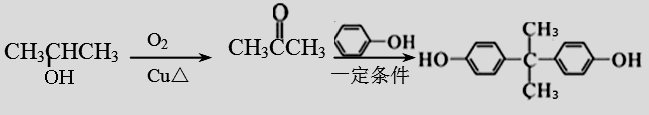 CH₃CHCH₃
OH
O₂
Cu△
O
CH₃CCH₃
OH
一定条件
CH₃
HO C OH
CH₃